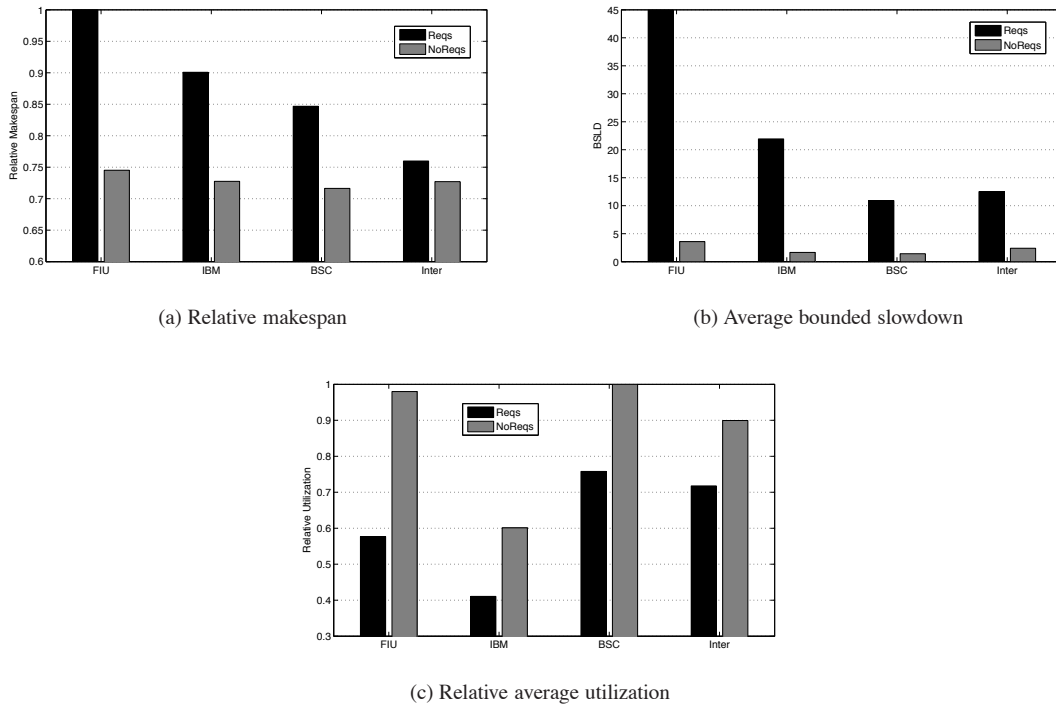 1
0.95
0.9
0.85
0.8
0.75
0.7
0.65
0.6
Relative Makespan
Reqs
NoReqs
FIU IBM BSC Inter
(a) Relative makespan
45
40
35
30
25
20
15
10
5
0
BSLD
Reqs
NoReqs
FIU IBM BSC Inter
(b) Average bounded slowdown
1
0.9
0.8
0.7
0.6
0.5
0.4
0.3
Relative Utilization
Reqs
NoReqs
FIU IBM BSC Inter
(c) Relative average utilization